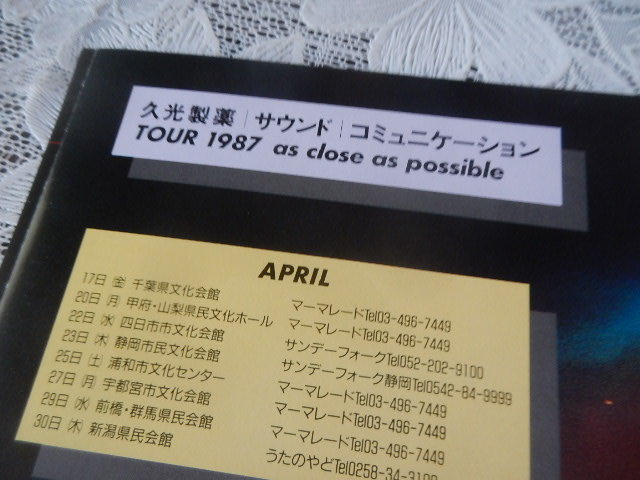 久光製薬|サウンド|コミュニケーション
TOUR 1987 as close as possible
APRIL
17日 (金) 千葉県文化会館 マーマレードTel03-496-7449
20日 (月) 甲府・山梨県民文化ホール マーマレードTel03-496-7449
22日 (水) 四日市市文化会館 サンデーフォークTel052-202-9100
23日 (木) 静岡市民文化会館 サンデーフォーク静岡Tel0542-84-9999
25日 (土) 浦和市文化センター マーマレードTel03-496-7449
27日 (月) 宇都宮市文化会館 マーマレードTel03-496-7449
29日 (水) 前橋・群馬県民会館 マーマレードTel03-496-7449
30日 (木) 新潟県民会館 うたのやどTel0258-34-3100